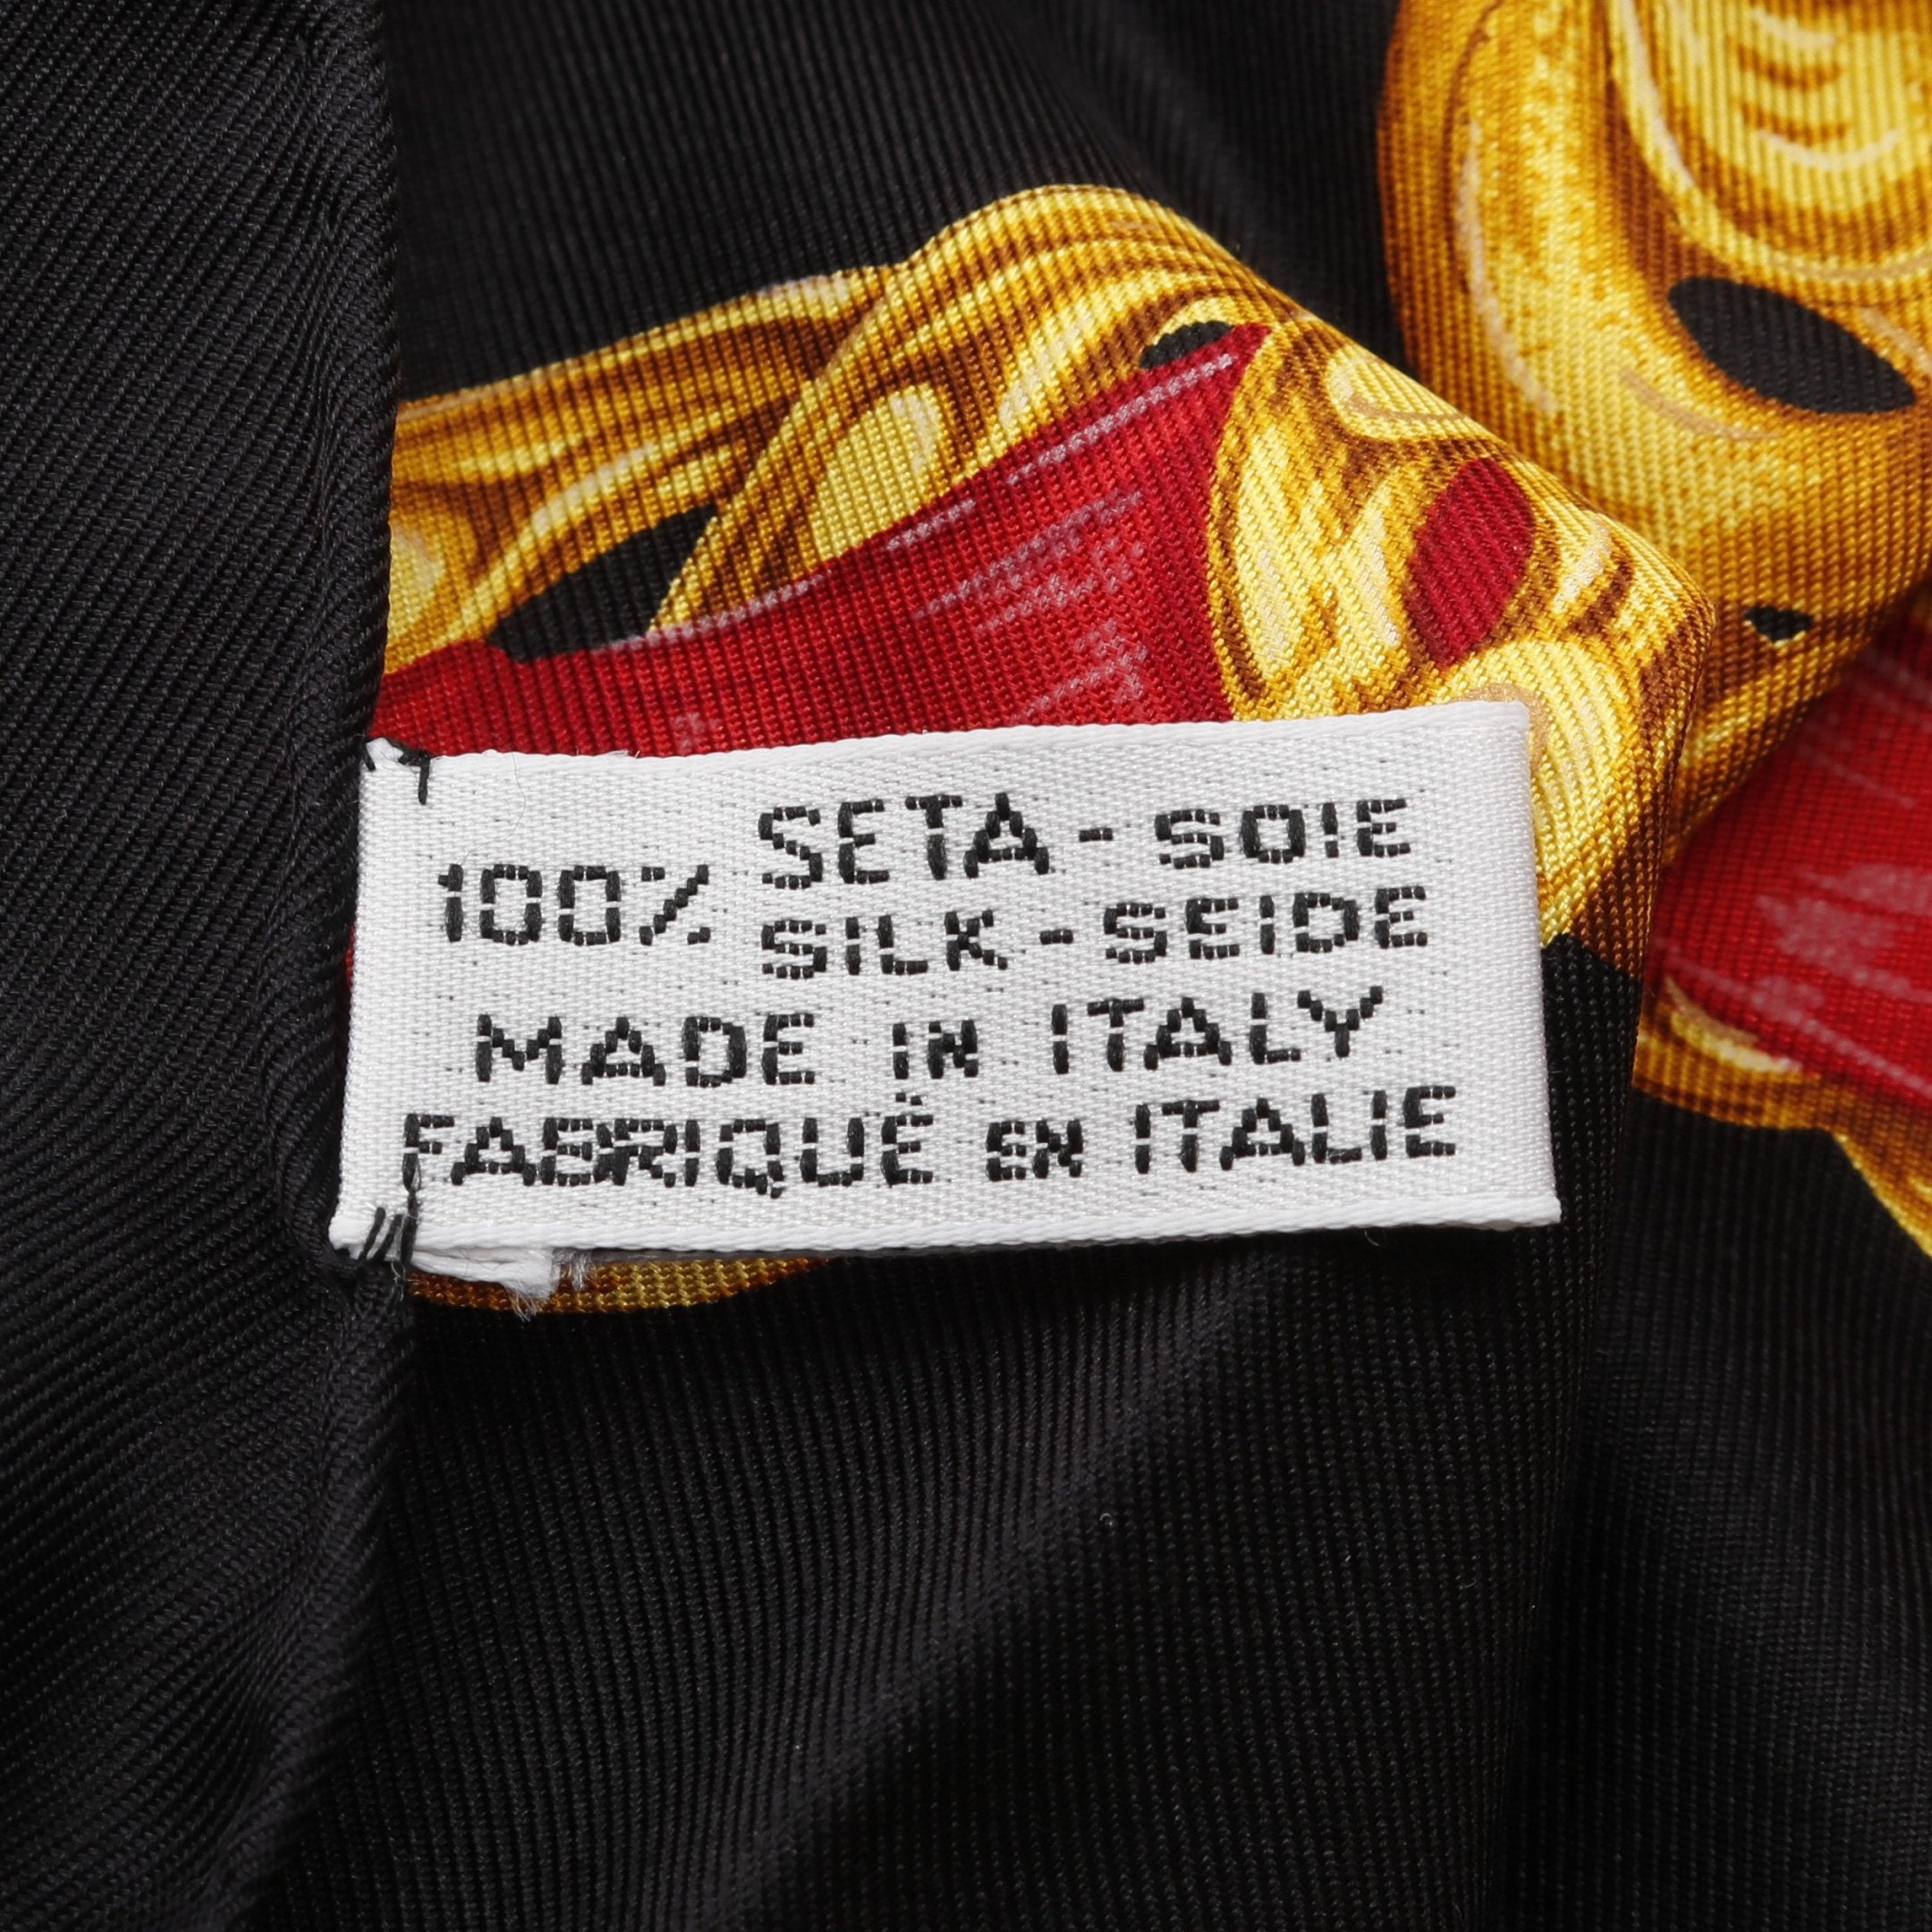 100% SETA - SOIE
SILK - SEIDE
MADE IN ITALY
FABRIQUÉ EN ITALIE